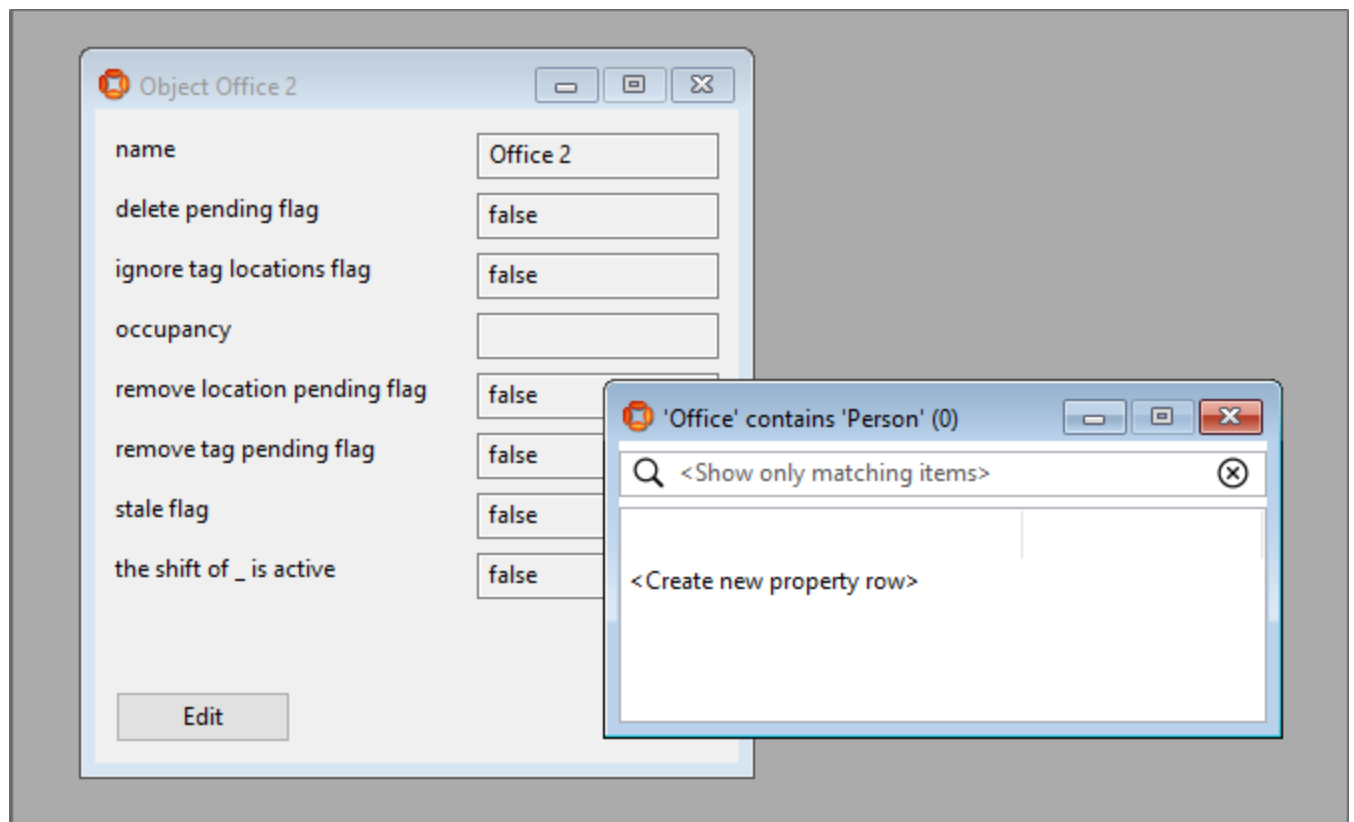 Object Office 2
name
Office 2
delete pending flag
false
ignore tag locations flag
false
occupancy
remove location pending flag
false
remove tag pending flag
false
stale flag
false
the shift of _ is active
false
Edit
'Office' contains 'Person' (0)
<Show only matching items>
<Create new property row>